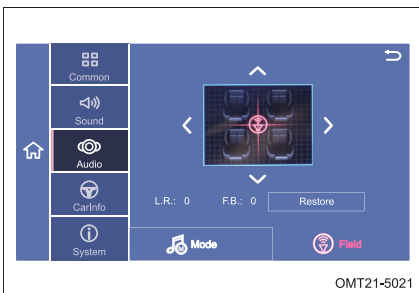 Common
Sound
Audio
CarInfo
System
L.R.: 0 F.B.: 0 Restore
Mode Field
OMT21-5021